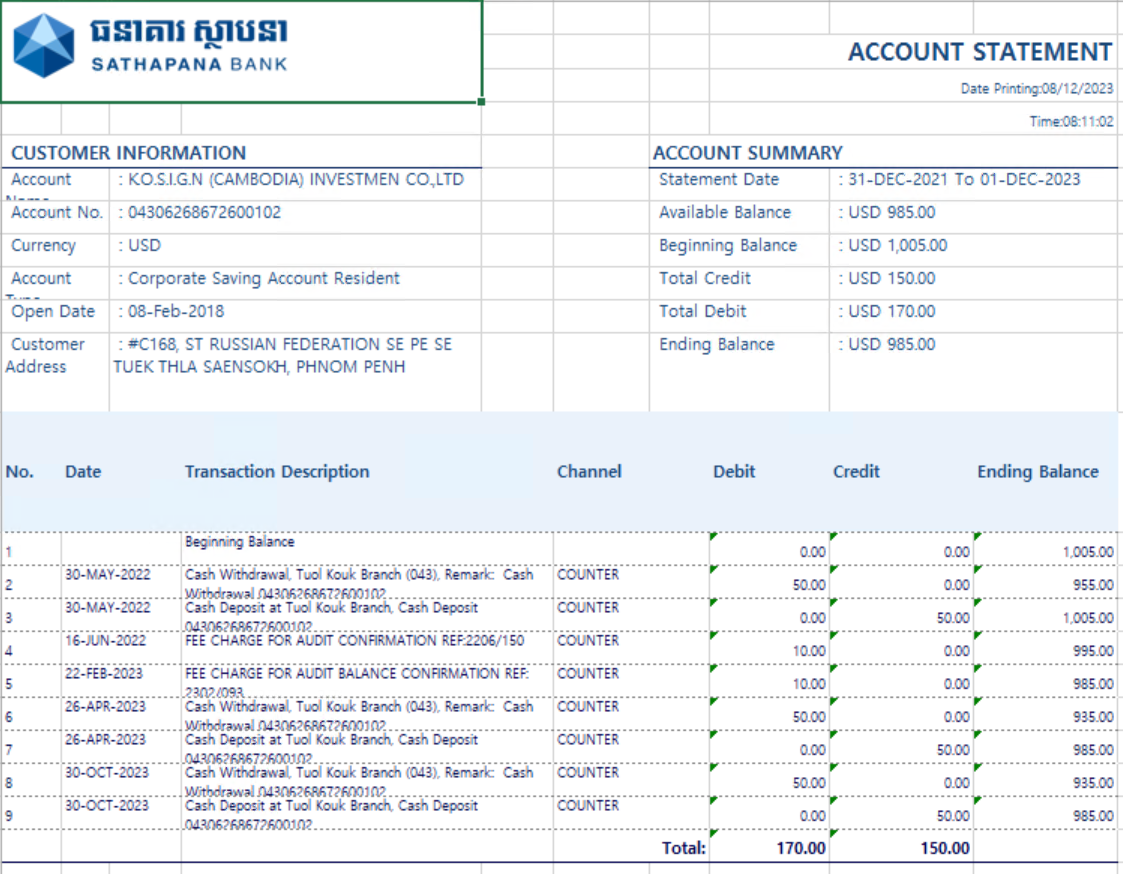 ធនាគារ ស្ថាបនា
SATHAPANA BANK
ACCOUNT STATEMENT
Date Printing:08/12/2023
Time:08:11:02
CUSTOMER INFORMATION
Account : K.O.S.I.G.N (CAMBODIA) INVESTMEN CO.,LTD
Account No. : 04306268672600102
Currency : USD
Account : Corporate Saving Account Resident
Open Date : 08-Feb-2018
Customer : #C168, ST RUSSIAN FEDERATION SE PE SE
Address TUEK THLA SAENSOKH, PHNOM PENH
ACCOUNT SUMMARY
Statement Date : 31-DEC-2021 To 01-DEC-2023
Available Balance : USD 985.00
Beginning Balance : USD 1,005.00
Total Credit : USD 150.00
Total Debit : USD 170.00
Ending Balance : USD 985.00
No. Date Transaction Description Channel Debit Credit Ending Balance
1 Beginning Balance 0.00 0.00 1,005.00
2 30-MAY-2022 Cash Withdrawal, Tuol Kouk Branch (043), Remark: Cash COUNTER 50.00 0.00 955.00
Withdrawal 04306268672600102
3 30-MAY-2022 Cash Deposit at Tuol Kouk Branch, Cash Deposit COUNTER 0.00 50.00 1,005.00
04306268672600102
4 16-JUN-2022 FEE CHARGE FOR AUDIT CONFIRMATION REF:2206/150 COUNTER 10.00 0.00 995.00
5 22-FEB-2023 FEE CHARGE FOR AUDIT BALANCE CONFIRMATION REF: COUNTER 10.00 0.00 985.00
2302/093
6 26-APR-2023 Cash Withdrawal, Tuol Kouk Branch (043), Remark: Cash COUNTER 50.00 0.00 935.00
Withdrawal 04306268672600102
7 26-APR-2023 Cash Deposit at Tuol Kouk Branch, Cash Deposit COUNTER 0.00 50.00 985.00
04306268672600102
8 30-OCT-2023 Cash Withdrawal, Tuol Kouk Branch (043), Remark: Cash COUNTER 50.00 0.00 935.00
Withdrawal 04306268672600102
9 30-OCT-2023 Cash Deposit at Tuol Kouk Branch, Cash Deposit COUNTER 0.00 50.00 985.00
04306268672600102
Total: 170.00 150.00